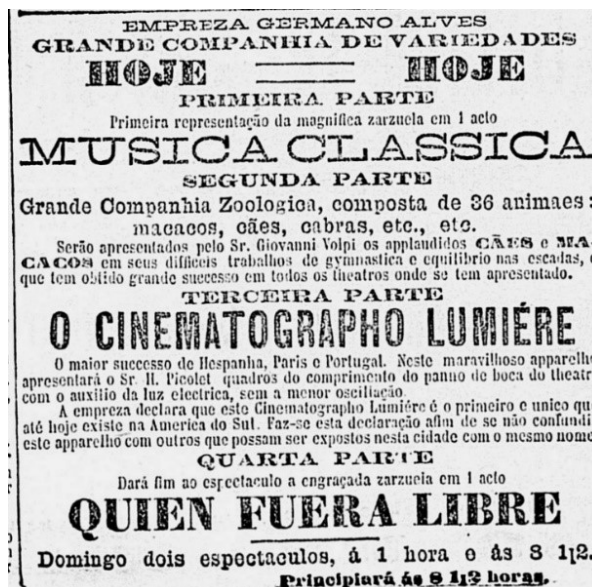 EMPREZA GERMANO ALVES
GRANDE COMPANHIA DE VARIEDADES
HOJE HOJE
PRIMEIRA PARTE
Primeira representação da magnifica zarzuela em 1 acto
MUSICA CLASSICA
SEGUNDA PARTE
Grande Companhia Zoologica, composta de 36 animaes:
macacos, cães, cabras, etc., etc.
Serão apresentados pelo Sr. Giovanni Volpi os applaudidos CÃES e MA-
CACOS em seus difficeis trabalhos de gymnastica e equilibrio nas escadas, e
que tem obtido grande successo em todos os theatros onde se tem apresentado.
TERCEIRA PARTE
O CINEMATOGRAPHO LUMIÉRE
O maior successo de Hespanha, Paris e Portugal. Neste maravilhoso apparelho
apresentará o Sr. H. Picolet quadros do comprimento do panno de boca do theatr
com o auxilio da luz electrica, sem a menor oscillação.
A empreza declara que este Cinematographo Lumiére é o primeiro e unico qu
até hoje existe na America do Sul. Faz-se esta declaração afim de se não confundi
este apparelho com outros que possam ser expostos nesta cidade com o mesmo nome
QUARTA PARTE
Dará fim ao espectaculo a engraçada zarzuela em 1 acto
QUIEN FUERA LIBRE
Domingo dois espectaculos, á 1 hora e ás 8 1|2.
Principiará ás 8 1|2 horas.